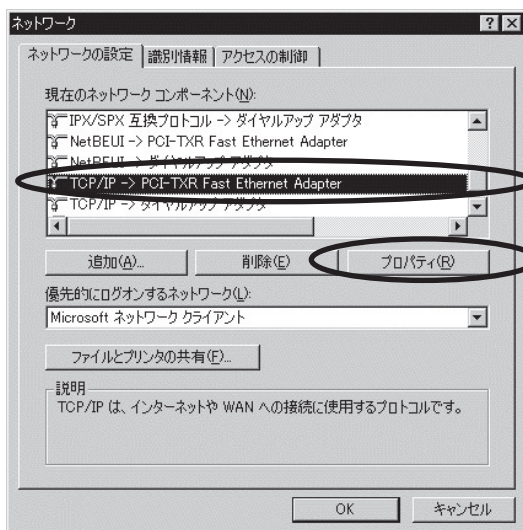 ネットワーク
ネットワークの設定 識別情報 アクセスの制御
現在のネットワーク コンポーネント(N):
IPX/SPX 互換プロトコル -> ダイヤルアップ アダプタ
NetBEUI -> PCI-TXR Fast Ethernet Adapter
NetBEUI -> ダイヤルアップ アダプタ
TCP/IP -> PCI-TXR Fast Ethernet Adapter
TCP/IP -> ダイヤルアップ アダプタ
追加(A)... 削除(E) プロパティ(R)
優先的にログオンするネットワーク(L):
Microsoft ネットワーク クライアント
ファイルとプリンタの共有(F)...
説明
TCP/IP は、インターネットや WAN への接続に使用するプロトコルです。
OK キャンセル